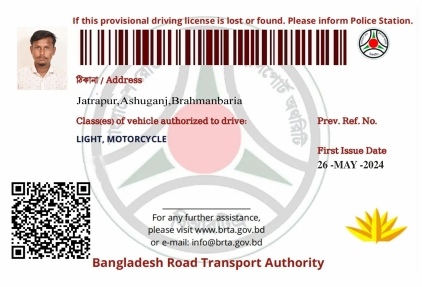 If this provisional driving license is lost or found. Please inform Police Station.
ঠিকানা / Address
Jatrapur,Ashuganj,Brahmanbaria
Class(es) of vehicle authorized to drive:
Prev. Ref. No.
LIGHT, MOTORCYCLE
First Issue Date
26 -MAY -2024
For any further assistance,
please visit www.brta.gov.bd
or e-mail: info@brta.gov.bd
Bangladesh Road Transport Authority